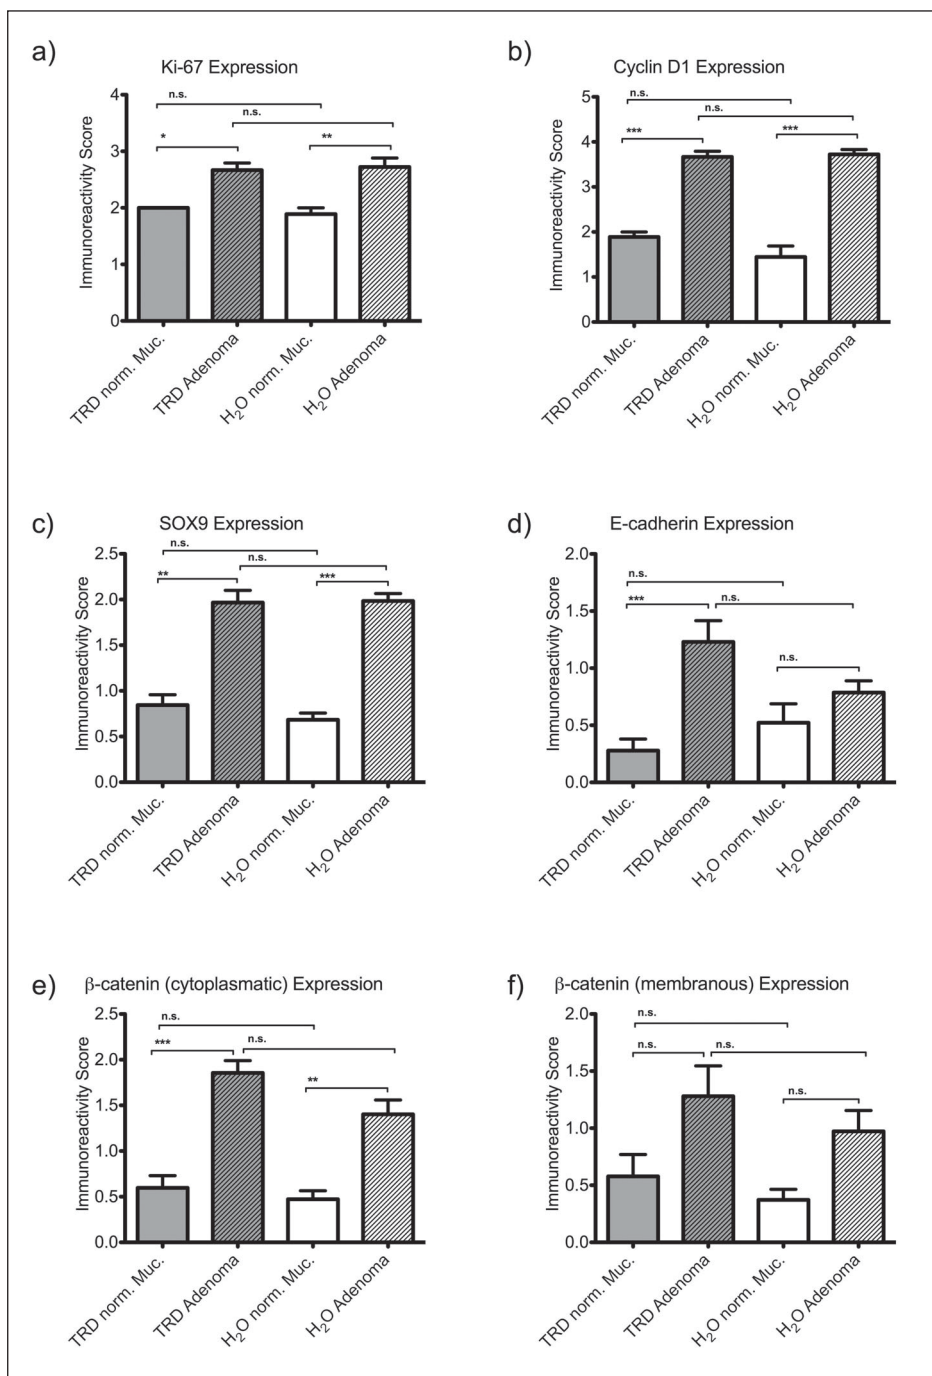 a)
Ki-67 Expression
Immunoreactivity Score
4
3
2
1
0
n.s.
n.s.
*
**
TRD norm. Muc.
TRD Adenoma
H₂O norm. Muc.
H₂O Adenoma
b)
Cyclin D1 Expression
Immunoreactivity Score
5
4
3
2
1
0
n.s.
n.s.
***
***
TRD norm. Muc.
TRD Adenoma
H₂O norm. Muc.
H₂O Adenoma
c)
SOX9 Expression
Immunoreactivity Score
2.5
2.0
1.5
1.0
0.5
0.0
n.s.
n.s.
**
***
TRD norm. Muc.
TRD Adenoma
H₂O norm. Muc.
H₂O Adenoma
d)
E-cadherin Expression
Immunoreactivity Score
2.0
1.5
1.0
0.5
0.0
n.s.
***
n.s.
n.s.
TRD norm. Muc.
TRD Adenoma
H₂O norm. Muc.
H₂O Adenoma
e)
β-catenin (cytoplasmatic) Expression
Immunoreactivity Score
2.5
2.0
1.5
1.0
0.5
0.0
n.s.
***
n.s.
**
TRD norm. Muc.
TRD Adenoma
H₂O norm. Muc.
H₂O Adenoma
f)
β-catenin (membranous) Expression
Immunoreactivity Score
2.0
1.5
1.0
0.5
0.0
n.s.
n.s.
n.s.
n.s.
TRD norm. Muc.
TRD Adenoma
H₂O norm. Muc.
H₂O Adenoma